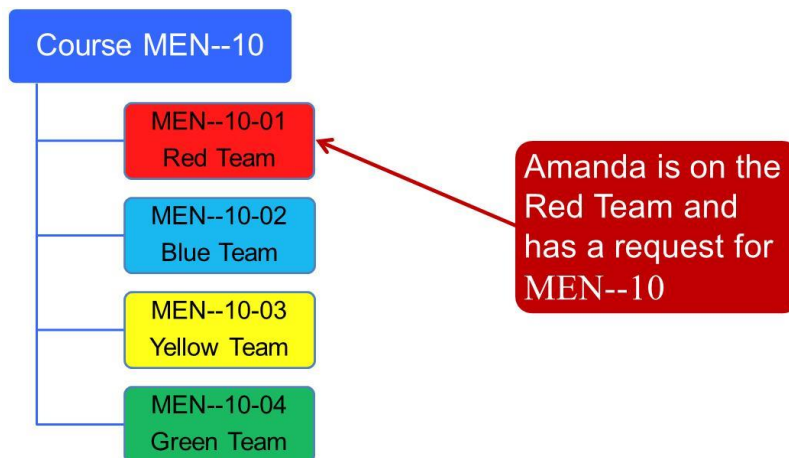 Course MEN--10
MEN--10-01
Red Team
MEN--10-02
Blue Team
MEN--10-03
Yellow Team
MEN--10-04
Green Team
Amanda is on the
Red Team and
has a request for
MEN--10